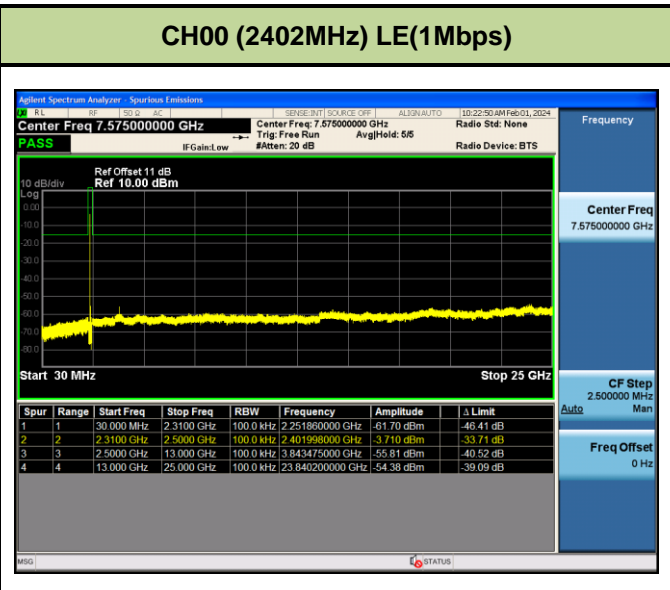 CH00 (2402MHz) LE(1Mbps)
Agilent Spectrum Analyzer - Spurious Emissions
RL RF 50 Ω AC SENSE:INT SOURCE OFF ALIGN AUTO 10:22:50 AM Feb 01, 2024
Center Freq 7.575000000 GHz Center Freq: 7.575000000 GHz Radio Std: None Frequency
Trig: Free Run Avg|Hold: 5/5
PASS IFGain:Low #Atten: 20 dB Radio Device: BTS
Ref Offset 11 dB
10 dB/div Ref 10.00 dBm
Log
0.00
-10.0
-20.0
-30.0
-40.0
-50.0
-60.0
-70.0
-80.0
Start 30 MHz Stop 25 GHz
Center Freq
7.575000000 GHz
CF Step
2.500000 MHz
Auto Man
Freq Offset
0 Hz
Spur Range Start Freq Stop Freq RBW Frequency Amplitude Δ Limit
1 1 30.000 MHz 2.3100 GHz 100.0 kHz 2.251860000 GHz -61.70 dBm -46.41 dB
2 2 2.3100 GHz 2.5000 GHz 100.0 kHz 2.401998000 GHz -3.710 dBm -33.71 dB
3 3 2.5000 GHz 13.000 GHz 100.0 kHz 3.843475000 GHz -55.81 dBm -40.52 dB
4 4 13.000 GHz 25.000 GHz 100.0 kHz 23.840200000 GHz -54.38 dBm -39.09 dB
MSG STATUS